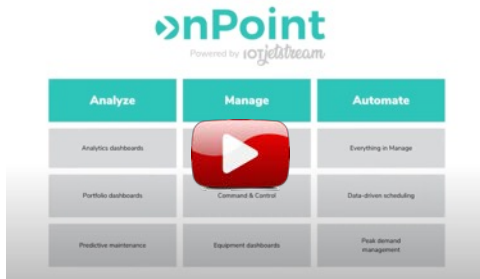 onPoint
Powered by IOTjetstream
Analyze
Manage
Automate
Analytics dashboards
Everything in Manage
Portfolio dashboards
Command & Control
Data-driven scheduling
Predictive maintenance
Equipment dashboards
Peak demand
management